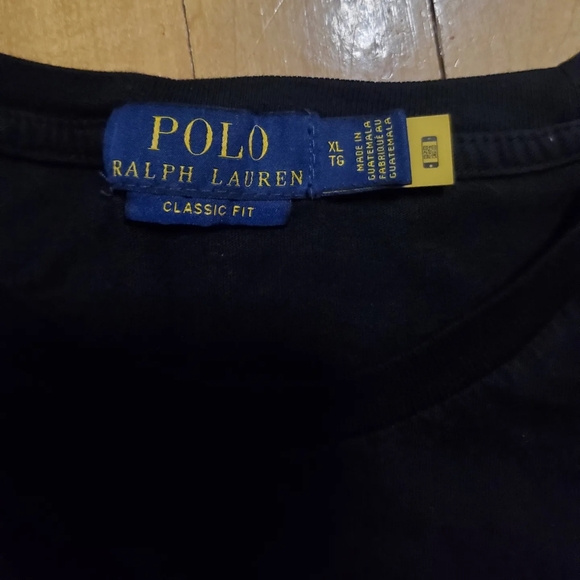 POLO
RALPH LAUREN
CLASSIC FIT
XL
TG
MADE IN
GUATEMALA
FABRIQUÉ AU
GUATEMALA